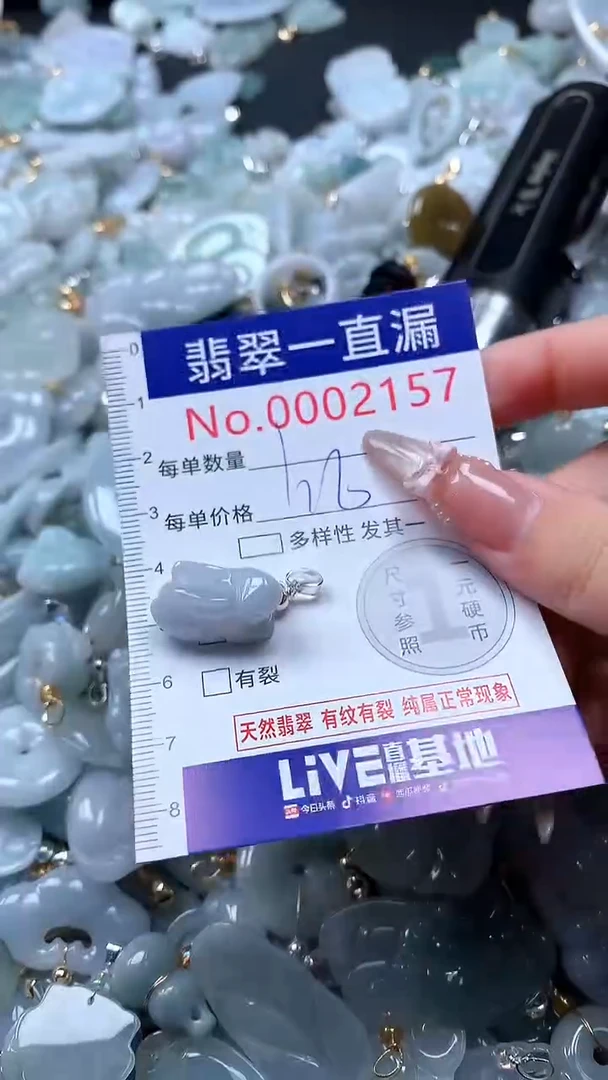 翡翠一直漏
No.0002157
每单数量
每单价格
多样性 发其一
尺寸参照
1
一元硬币
有裂
天然翡翠 有纹有裂 纯属正常现象
LiVE直播基地
今日头条 抖音
0
1
2
3
4
6
7
8